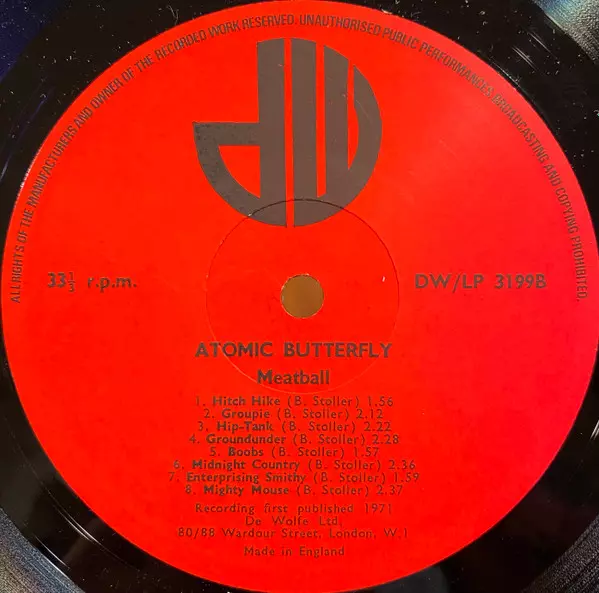 ALL RIGHTS OF THE MANUFACTURERS AND OWNER OF THE RECORDED WORK RESERVED. UNAUTHORISED PUBLIC PERFORMANCE, BROADCASTING AND COPYING PROHIBITED.
dW
33⅓ r.p.m.
DW/LP 3199B
ATOMIC BUTTERFLY
Meatball
1. Hitch Hike (B. Stoller) 1.56
2. Groupie (B. Stoller) 2.12
3. Hip-Tank (B. Stoller) 2.22
4. Groundunder (B. Stoller) 2.28
5. Boobs (B. Stoller) 1.57
6. Midnight Country (B. Stoller) 2.36
7. Enterprising Smithy (B. Stoller) 1.59
8. Mighty Mouse (B. Stoller) 2.37
Recording first published 1971
De Wolfe Ltd,
80/88 Wardour Street, London, W.1
Made in England